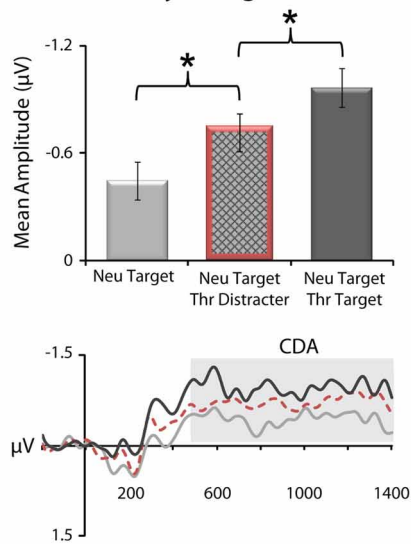 *
*
-1.2
-0.6
0
Mean Amplitude (µV)
Neu Target
Neu Target
Thr Distracter
Neu Target
Thr Target
CDA
-1.5
µV
1.5
200 600 1000 1400